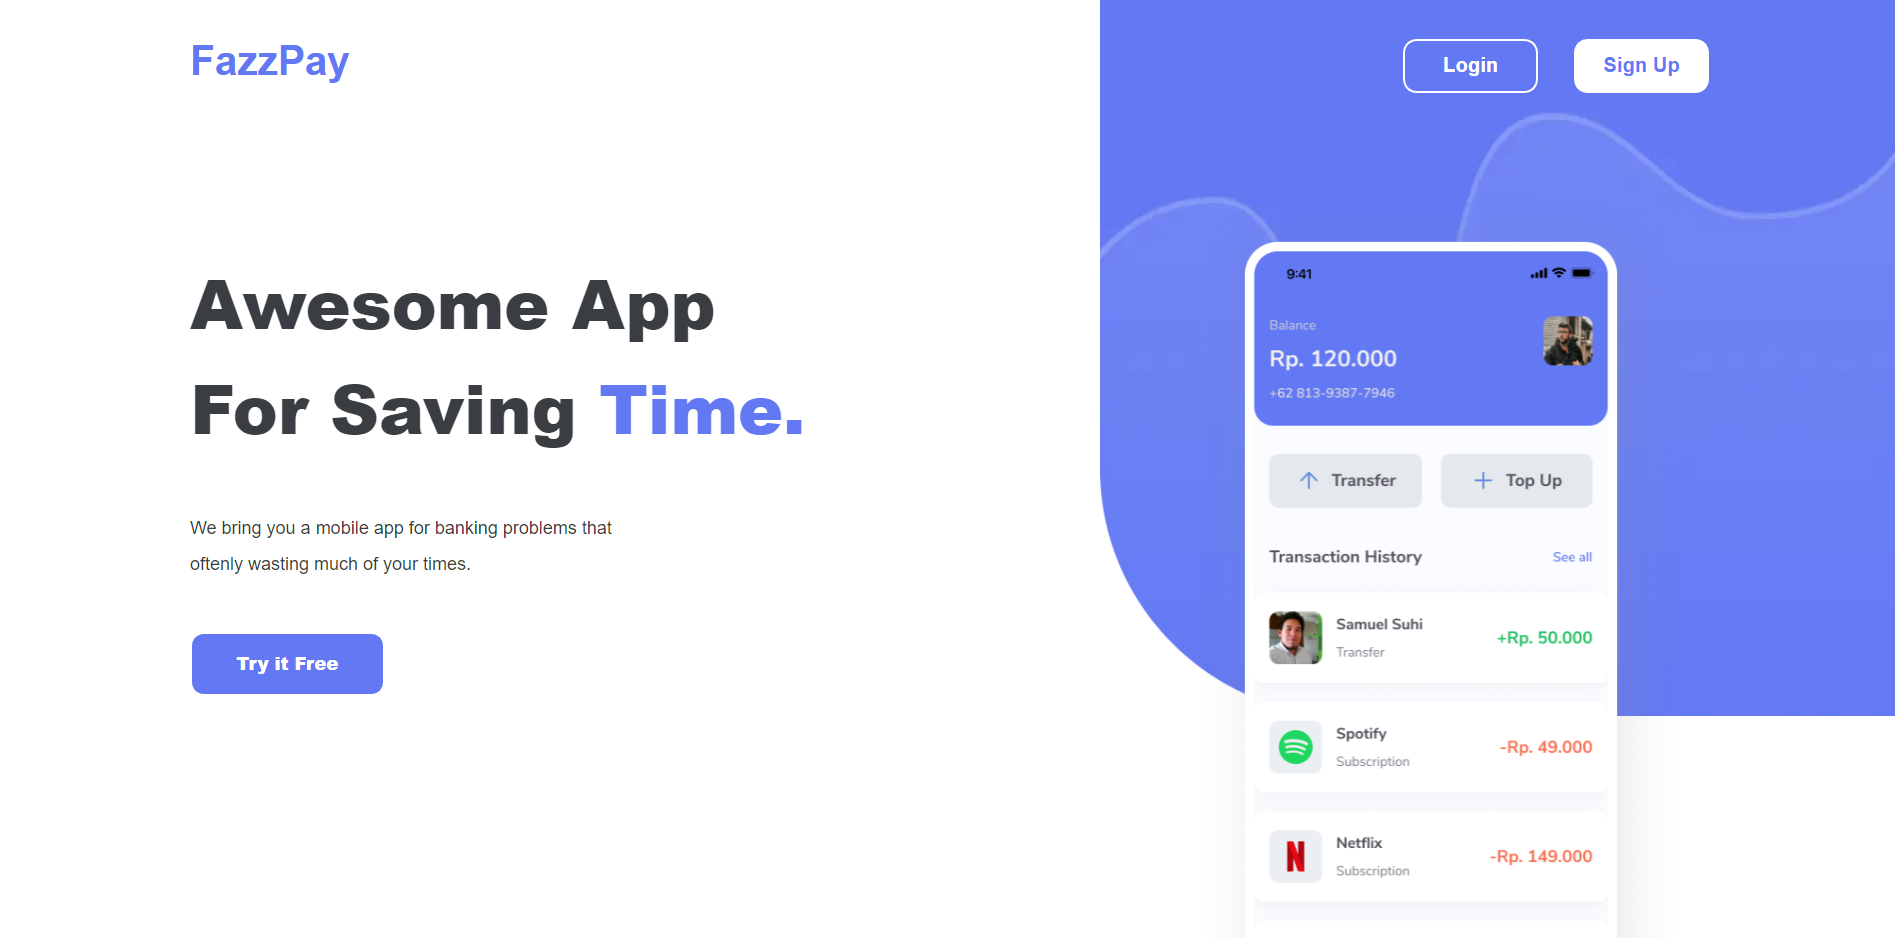 FazzPay
Login
Sign Up
Awesome App
For Saving Time.
We bring you a mobile app for banking problems that
oftenly wasting much of your times.
Try it Free
9:41
Balance
Rp. 120.000
+62 813-9387-7946
Transfer
Top Up
Transaction History
See all
Samuel Suhi
Transfer
+Rp. 50.000
Spotify
Subscription
-Rp. 49.000
N
Netflix
Subscription
-Rp. 149.000